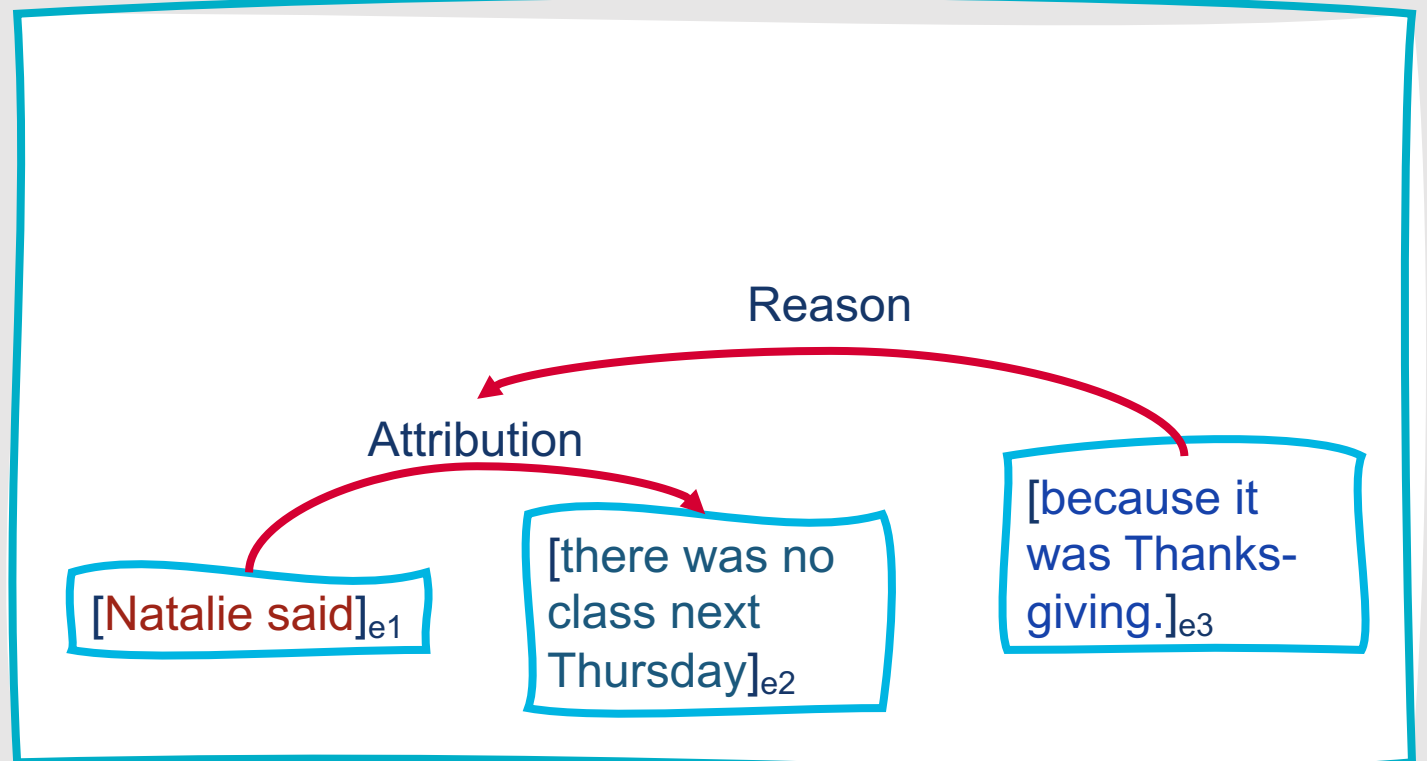 Reason
Attribution
[Natalie said]e1
[there was no
class next
Thursday]e2
[because it
was Thanks-
giving.]e3